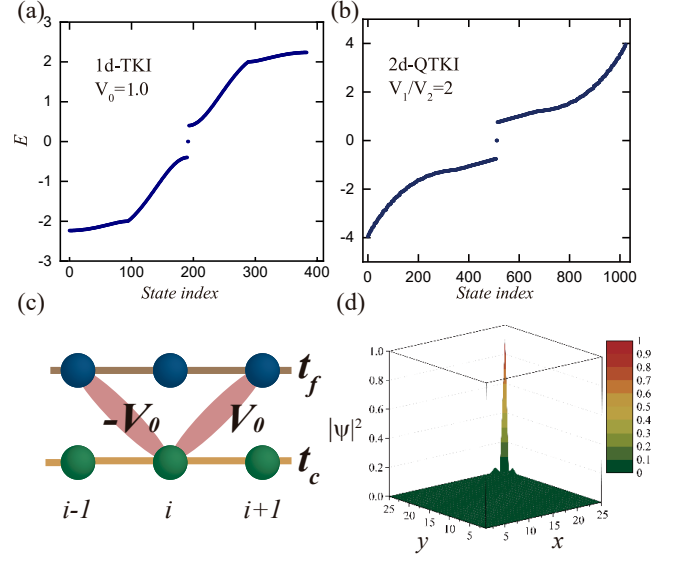 (a)
1d-TKI
V₀=1.0
E
3
2
1
0
-1
-2
-3
0 100 200 300 400
State index
(b)
2d-QTKI
V₁/V₂=2
4
2
0
-2
-4
0 200 400 600 800 1000
State index
(c)
t_f
-V₀ V₀
t_c
i-1 i i+1
(d)
|ψ|²
1.0
0.8
0.6
0.4
0.2
0.0
25 20 15 10 5
y
5 10 15 20 25
x
1
0.9
0.8
0.7
0.6
0.5
0.4
0.3
0.2
0.1
0